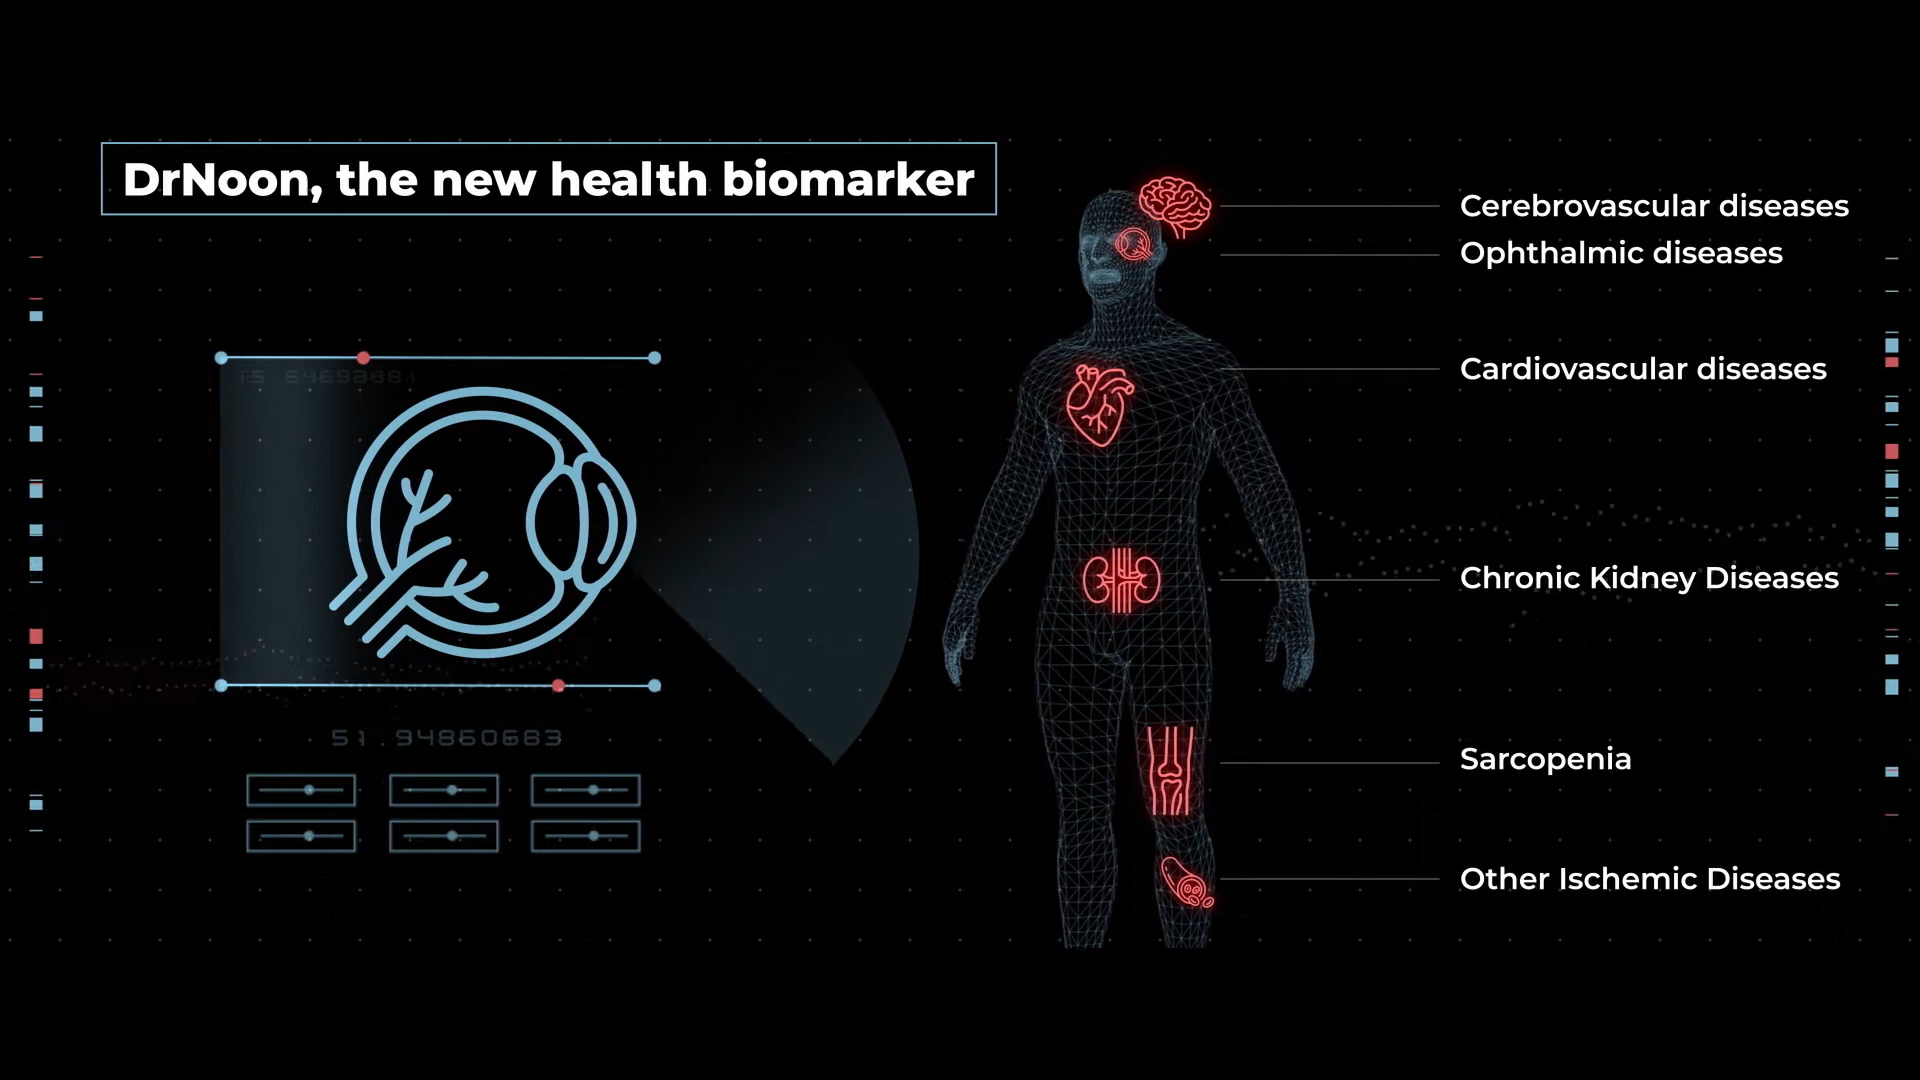 DrNoon, the new health biomarker
Cerebrovascular diseases
Ophthalmic diseases
Cardiovascular diseases
Chronic Kidney Diseases
Sarcopenia
Other Ischemic Diseases